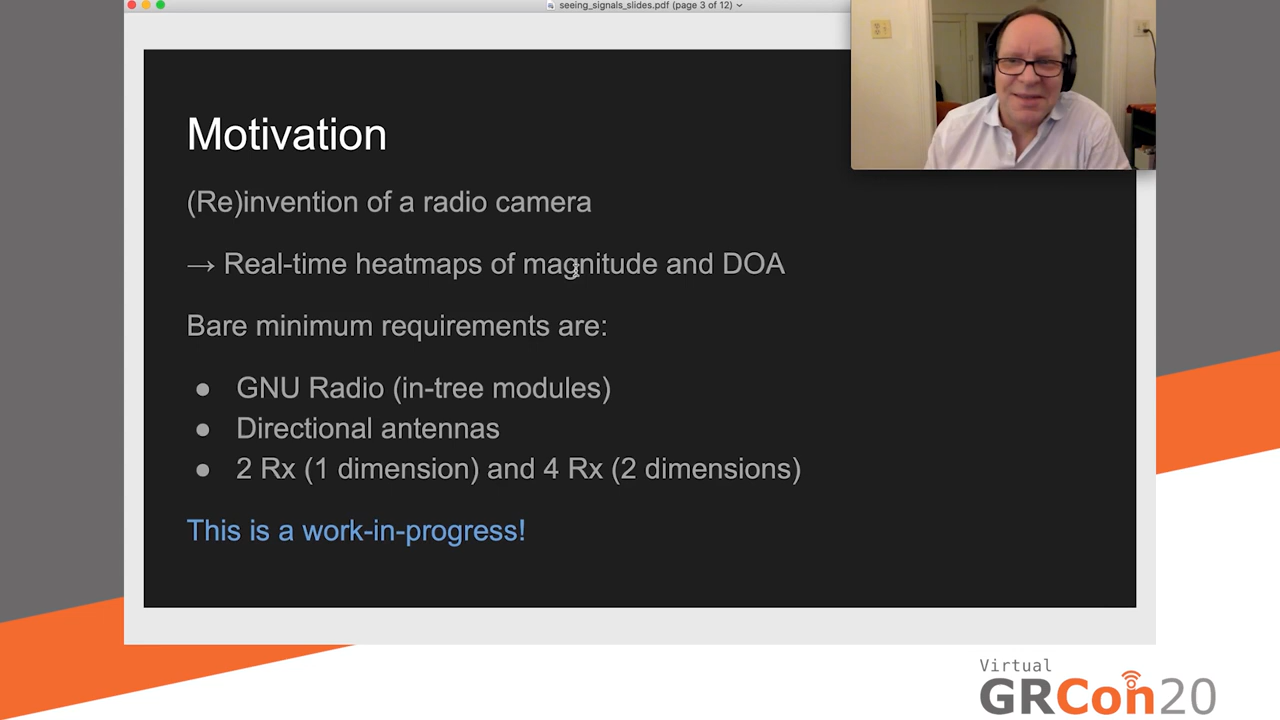 seeing_signals_slides.pdf (page 3 of 12)
Motivation
(Re)invention of a radio camera
→ Real-time heatmaps of magnitude and DOA
Bare minimum requirements are:
● GNU Radio (in-tree modules)
● Directional antennas
● 2 Rx (1 dimension) and 4 Rx (2 dimensions)
This is a work-in-progress!
Virtual
GRCon20